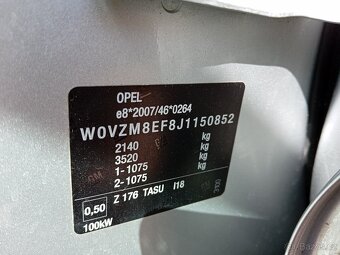 OPEL
e8*2007/46*0264
W0VZM8EF8J1150852
2140 kg
3520 kg
1-1075 kg
2-1075 kg
0,50 Z 176 TASU I18
100kW